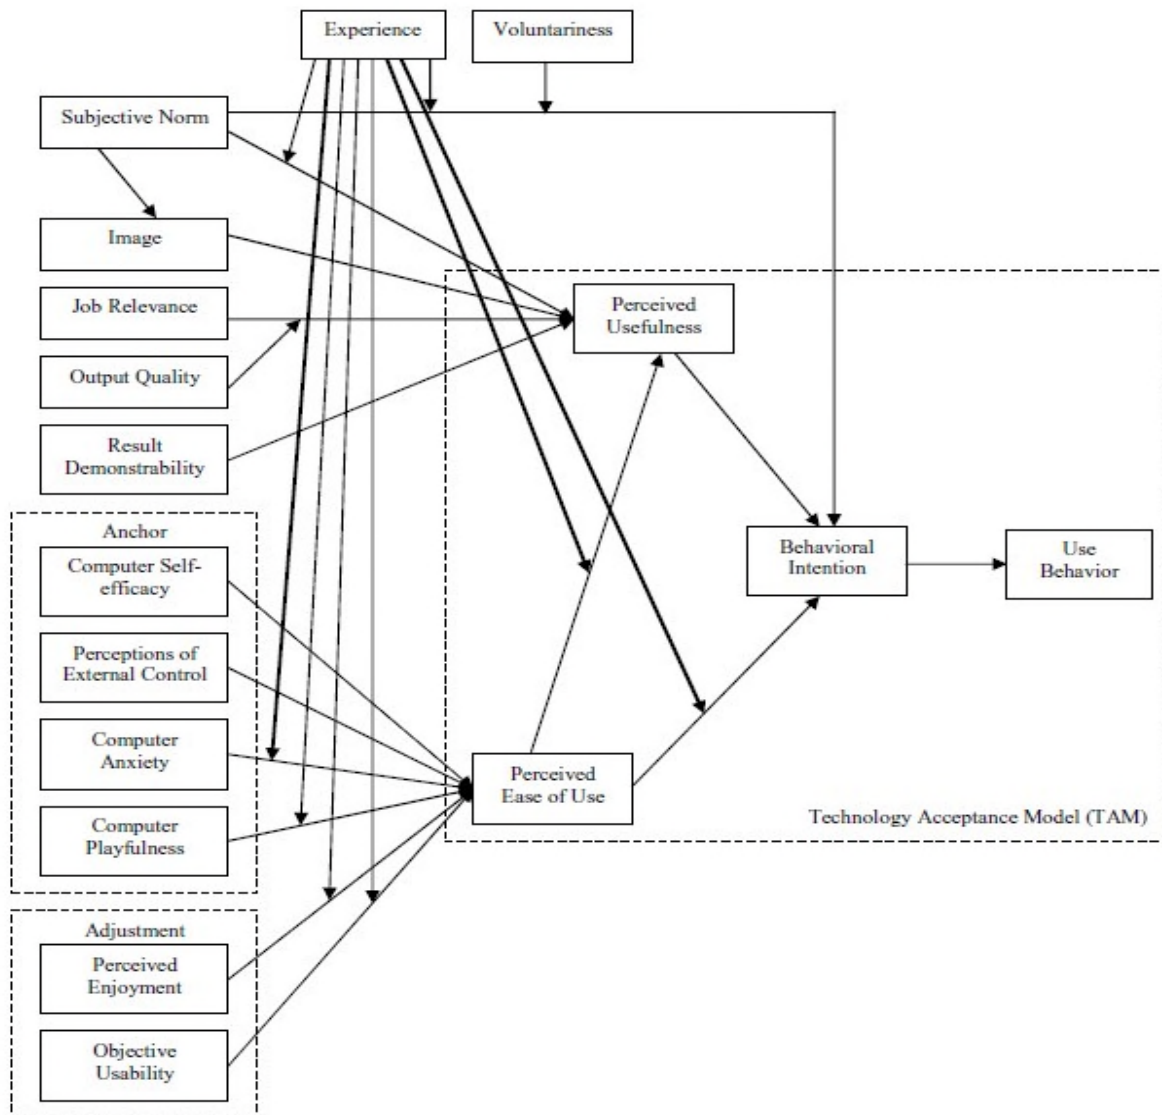 Experience
Voluntariness
Subjective Norm
Image
Job Relevance
Perceived
Usefulness
Output Quality
Result
Demonstrability
Anchor
Computer Self-
efficacy
Behavioral
Intention
Use
Behavior
Perceptions of
External Control
Computer
Anxiety
Perceived
Ease of Use
Computer
Playfulness
Technology Acceptance Model (TAM)
Adjustment
Perceived
Enjoyment
Objective
Usability